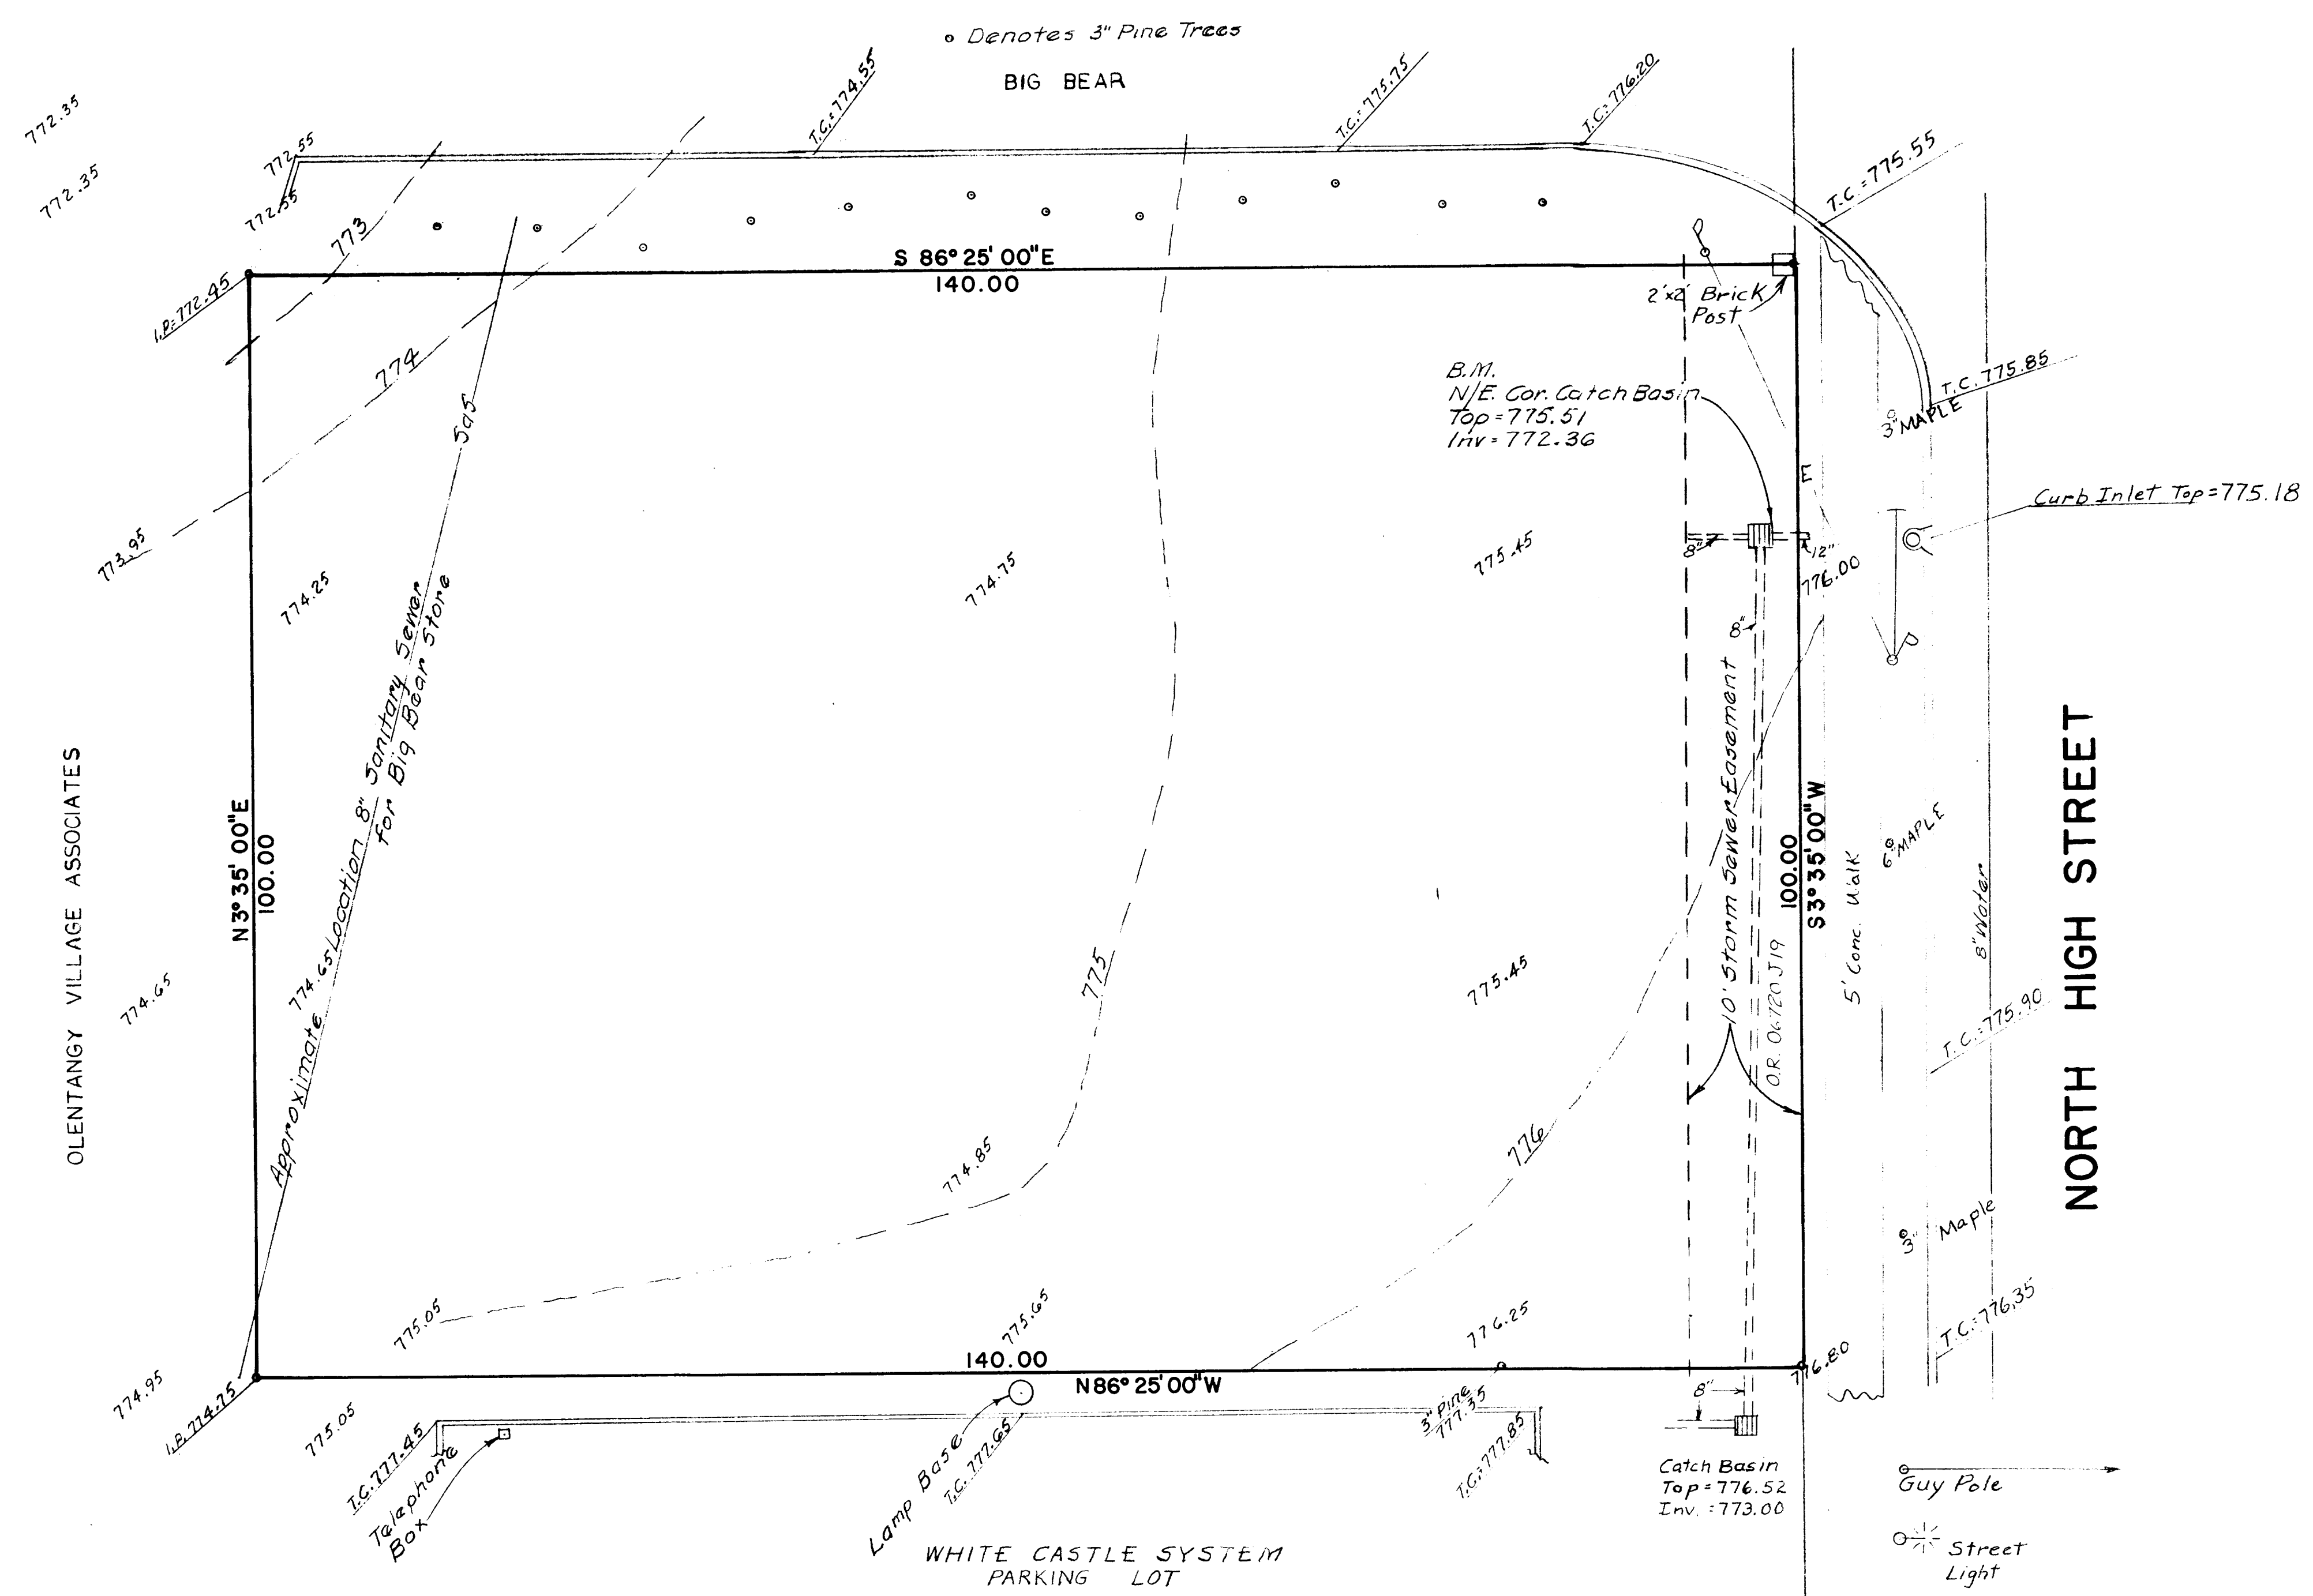 Denotes 3" Pine Trees
BIG BEAR
772.35
772.35
772.55
772.55
T.C.=774.55
T.C.=775.75
T.C.=776.20
T.C.=775.55
773
I.P.=772.45
S 86° 25' 00" E
140.00
2'x2' Brick
Post
774
B.M.
N/E. Cor. Catch Basin
Top=775.51
Inv=772.36
T.C. 775.85
3" MAPLE
Sas
E
Curb Inlet Top=775.18
773.95
774.25
774.75
775.45
8"
12"
776.00
8"
Approximate Location 8" Sanitary Sewer
for Big Bear Store
10' Storm Sewer Easement
O.R. 06720 J19
OLENTANGY VILLAGE ASSOCIATES
N3° 35' 00"E
100.00
100.00
S3° 35' 00"W
5' Conc. Walk
6" MAPLE
8" Water
NORTH HIGH STREET
774.65
774.65
775
775.45
T.C.=775.90
774.85
776
3" Maple
T.C.=776.35
775.05
775.65
776.25
776.80
140.00
N86° 25' 00"W
774.95
I.P. 774.75
775.05
T.C. 777.45
Telephone
Box
Lamp Base
T.C. 777.65
3" Pine
777.35
T.C.=777.85
8"
Catch Basin
Top=776.52
Inv.=773.00
Guy Pole
Street
Light
WHITE CASTLE SYSTEM
PARKING LOT